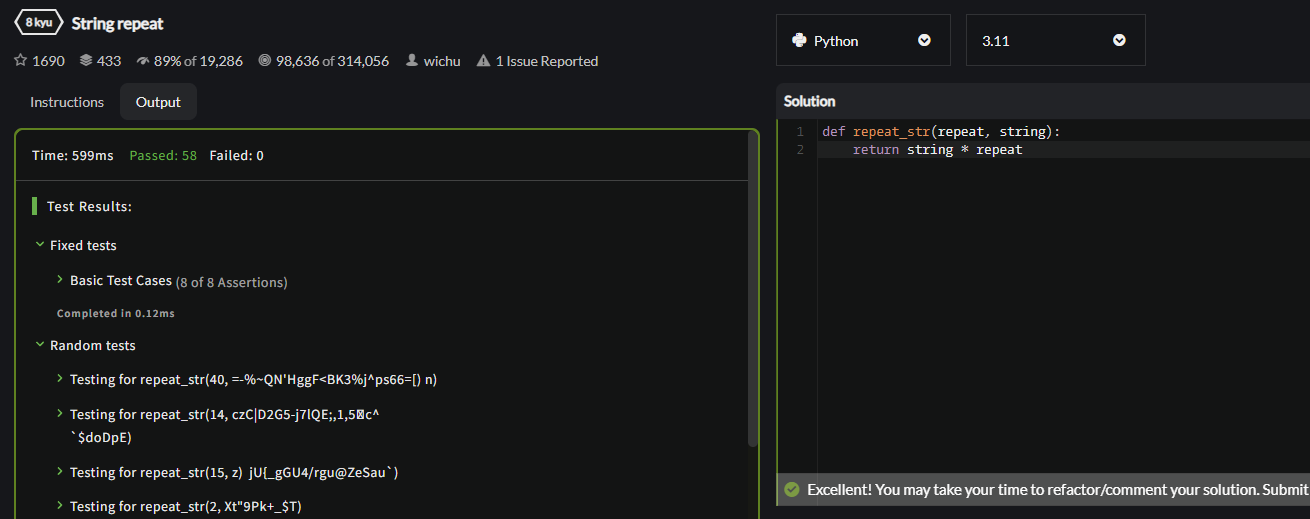 8 kyu String repeat
1690 433 89% of 19,286 98,636 of 314,056 wichu 1 Issue Reported
Instructions Output
Time: 599ms Passed: 58 Failed: 0
Test Results:
Fixed tests
Basic Test Cases (8 of 8 Assertions)
Completed in 0.12ms
Random tests
Testing for repeat_str(40, =-%~QN'HggF<BK3%j^ps66=[) n)
Testing for repeat_str(14, czC|D2G5-j7lQE;,1,5c^
`$doDpE)
Testing for repeat_str(15, z) jU{_gGU4/rgu@ZeSau`)
Testing for repeat_str(2, Xt"9Pk+_$T)
Python 3.11
Solution
1 def repeat_str(repeat, string):
2 return string * repeat
Excellent! You may take your time to refactor/comment your solution. Submit